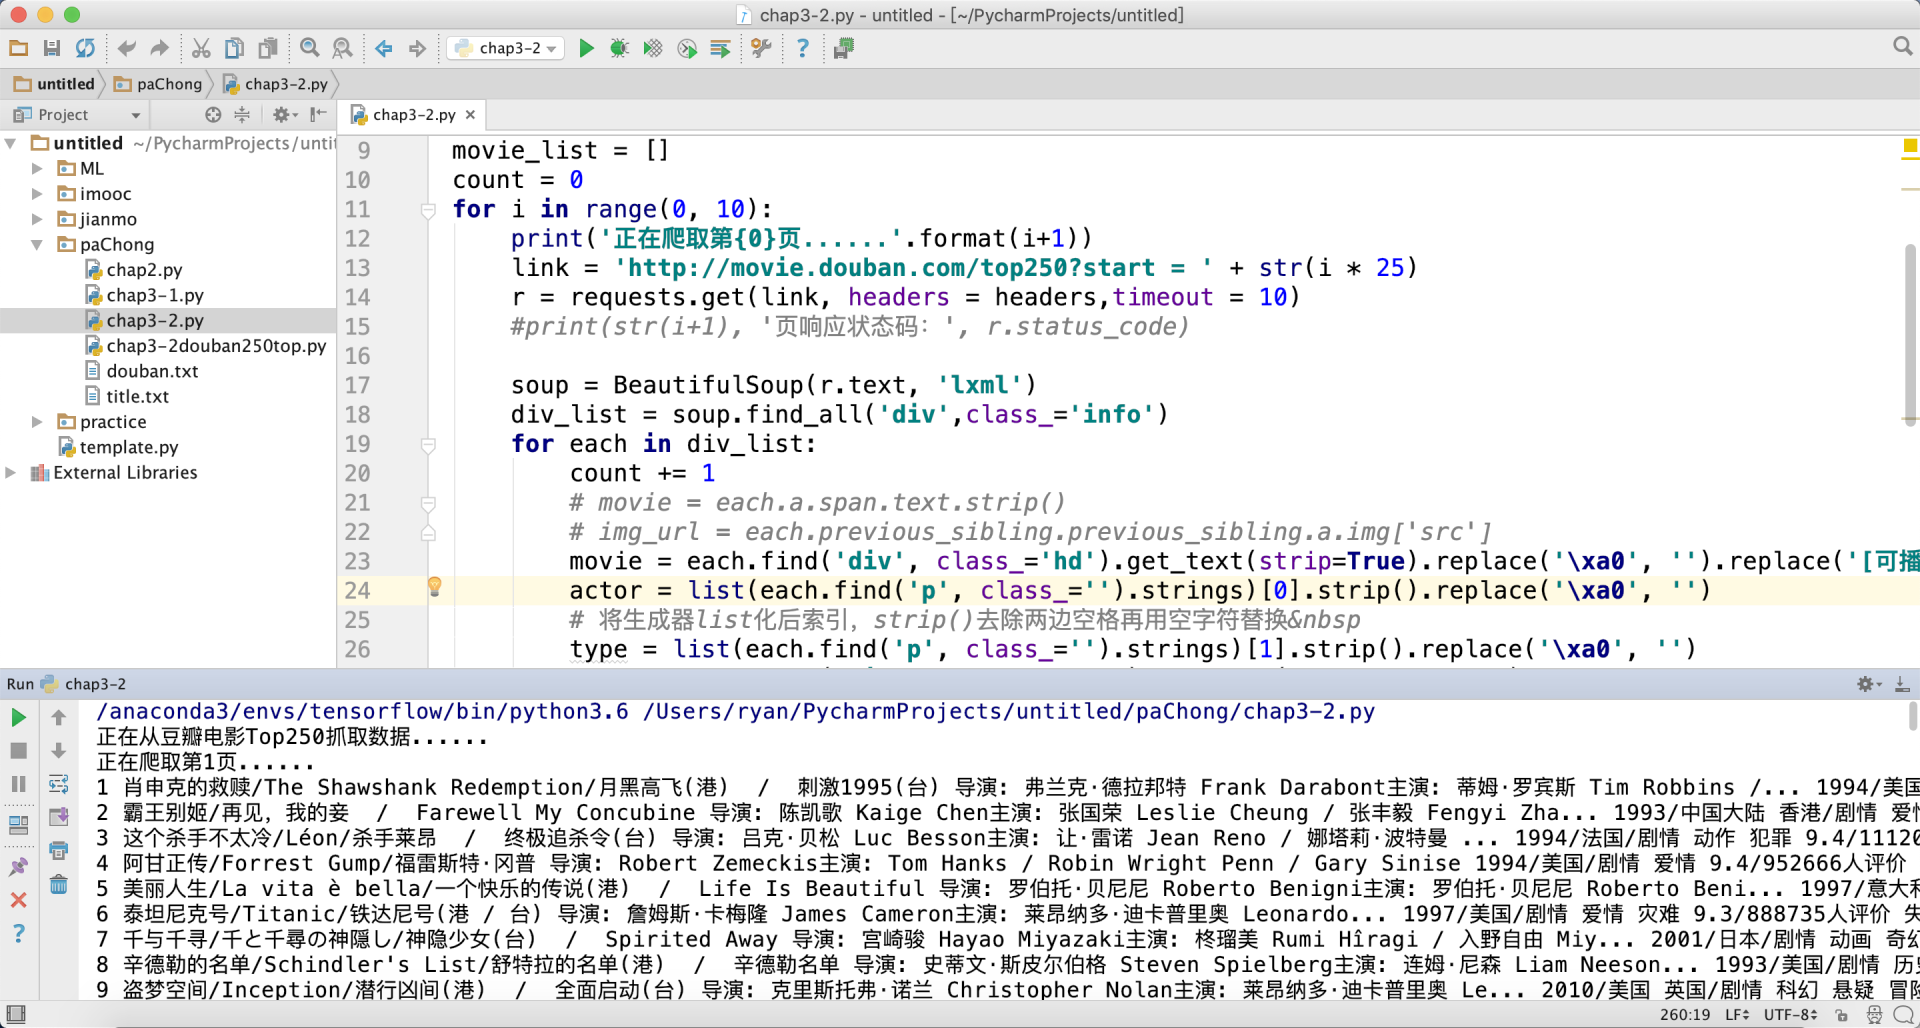 chap3-2.py - untitled - [~/PycharmProjects/untitled]
chap3-2
untitled paChong chap3-2.py
Project
chap3-2.py
untitled ~/PycharmProjects/unti
ML
imooc
jianmo
paChong
chap2.py
chap3-1.py
chap3-2.py
chap3-2douban250top.py
douban.txt
title.txt
practice
template.py
External Libraries
9 movie_list = []
10 count = 0
11 for i in range(0, 10):
12 print('正在爬取第{0}页......'.format(i+1))
13 link = 'http://movie.douban.com/top250?start = ' + str(i * 25)
14 r = requests.get(link, headers = headers,timeout = 10)
15 #print(str(i+1), '页响应状态码: ', r.status_code)
16
17 soup = BeautifulSoup(r.text, 'lxml')
18 div_list = soup.find_all('div',class_='info')
19 for each in div_list:
20 count += 1
21 # movie = each.a.span.text.strip()
22 # img_url = each.previous_sibling.previous_sibling.a.img['src']
23 movie = each.find('div', class_='hd').get_text(strip=True).replace('\xa0', '').replace('[可播
24 actor = list(each.find('p', class_='').strings)[0].strip().replace('\xa0', '')
25 # 将生成器list化后索引，strip()去除两边空格再用空字符替换&nbsp
26 type = list(each.find('p', class_='').strings)[1].strip().replace('\xa0', '')
Run chap3-2
/anaconda3/envs/tensorflow/bin/python3.6 /Users/ryan/PycharmProjects/untitled/paChong/chap3-2.py
正在从豆瓣电影Top250抓取数据......
正在爬取第1页......
1 肖申克的救赎/The Shawshank Redemption/月黑高飞(港) / 刺激1995(台) 导演: 弗兰克·德拉邦特 Frank Darabont主演: 蒂姆·罗宾斯 Tim Robbins /... 1994/美国
2 霸王别姬/再见，我的妾 / Farewell My Concubine 导演: 陈凯歌 Kaige Chen主演: 张国荣 Leslie Cheung / 张丰毅 Fengyi Zha... 1993/中国大陆 香港/剧情 爱情
3 这个杀手不太冷/Léon/杀手莱昂 / 终极追杀令(台) 导演: 吕克·贝松 Luc Besson主演: 让·雷诺 Jean Reno / 娜塔莉·波特曼 ... 1994/法国/剧情 动作 犯罪 9.4/11120
4 阿甘正传/Forrest Gump/福雷斯特·冈普 导演: Robert Zemeckis主演: Tom Hanks / Robin Wright Penn / Gary Sinise 1994/美国/剧情 爱情 9.4/952666人评价
5 美丽人生/La vita è bella/一个快乐的传说(港) / Life Is Beautiful 导演: 罗伯托·贝尼尼 Roberto Benigni主演: 罗伯托·贝尼尼 Roberto Beni... 1997/意大利
6 泰坦尼克号/Titanic/铁达尼号(港 / 台) 导演: 詹姆斯·卡梅隆 James Cameron主演: 莱昂纳多·迪卡普里奥 Leonardo... 1997/美国/剧情 爱情 灾难 9.3/888735人评价 失
7 千与千寻/千と千尋の神隠し/神隐少女(台) / Spirited Away 导演: 宫崎骏 Hayao Miyazaki主演: 柊瑠美 Rumi Hîragi / 入野自由 Miy... 2001/日本/剧情 动画 奇幻
8 辛德勒的名单/Schindler's List/舒特拉的名单(港) / 辛德勒名单 导演: 史蒂文·斯皮尔伯格 Steven Spielberg主演: 连姆·尼森 Liam Neeson... 1993/美国/剧情 历史
9 盗梦空间/Inception/潜行凶间(港) / 全面启动(台) 导演: 克里斯托弗·诺兰 Christopher Nolan主演: 莱昂纳多·迪卡普里奥 Le... 2010/美国 英国/剧情 科幻 悬疑 冒险
260:19 LF UTF-8